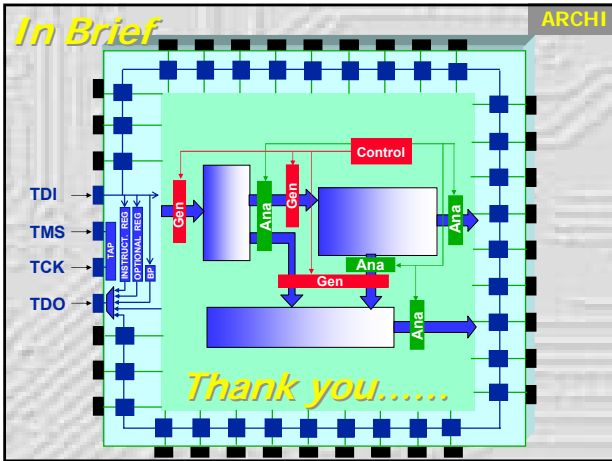 In Brief
ARCHI
Control
Gen
Ana
Gen
Ana
TDI
TMS
TCK
TDO
TAP
INSTRUCT. REG
OPTIONAL REG
BP
Ana
Gen
Ana
Thank you......